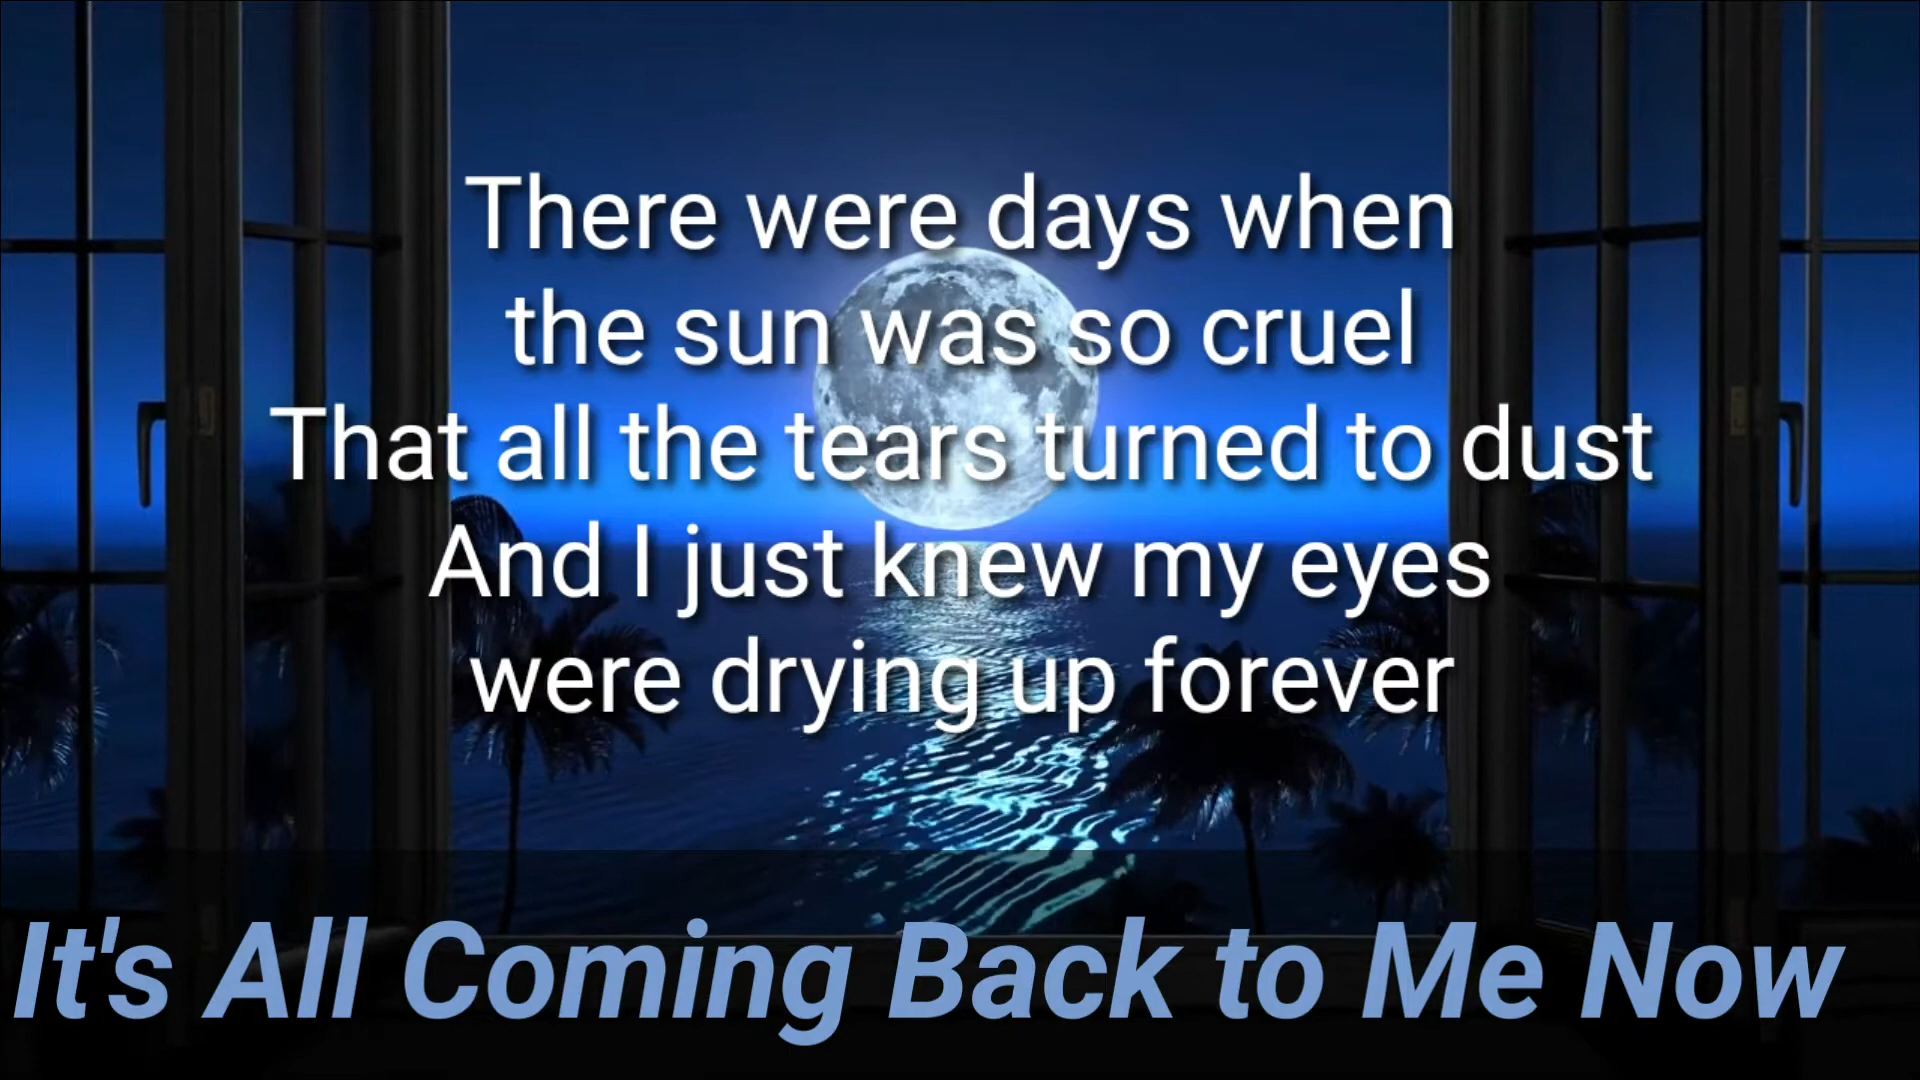 There were days when
the sun was so cruel
That all the tears turned to dust
And I just knew my eyes
were drying up forever
It's All Coming Back to Me Now